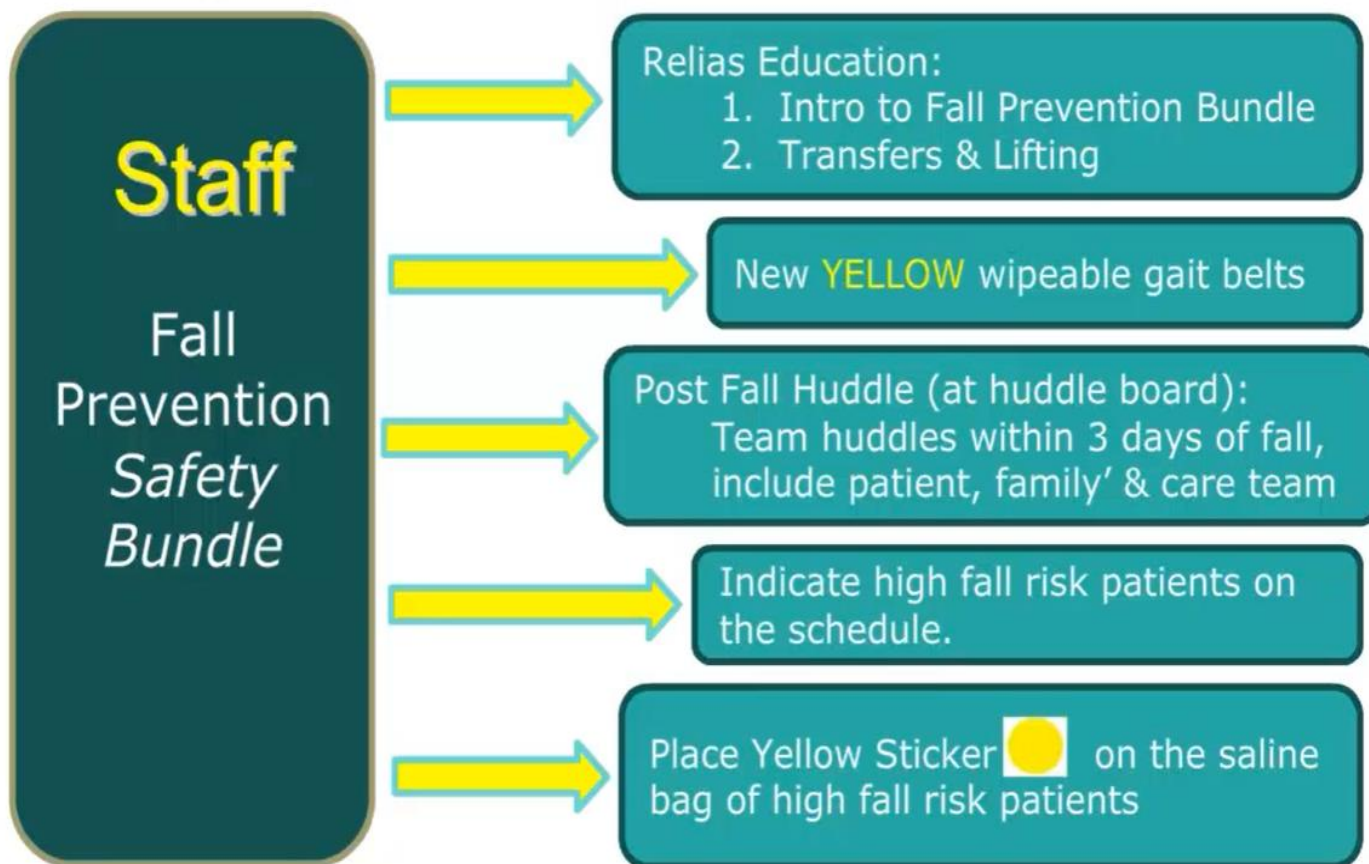 Staff
Fall
Prevention
Safety
Bundle
Relias Education:
1. Intro to Fall Prevention Bundle
2. Transfers & Lifting
New YELLOW wipeable gait belts
Post Fall Huddle (at huddle board):
Team huddles within 3 days of fall,
include patient, family’ & care team
Indicate high fall risk patients on
the schedule.
Place Yellow Sticker on the saline
bag of high fall risk patients